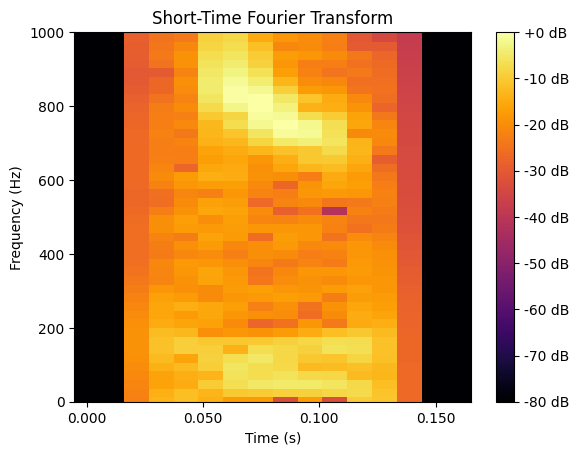 Short-Time Fourier Transform
1000
800
600
400
200
0
Frequency (Hz)
0.000
0.050
0.100
0.150
Time (s)
+0 dB
-10 dB
-20 dB
-30 dB
-40 dB
-50 dB
-60 dB
-70 dB
-80 dB